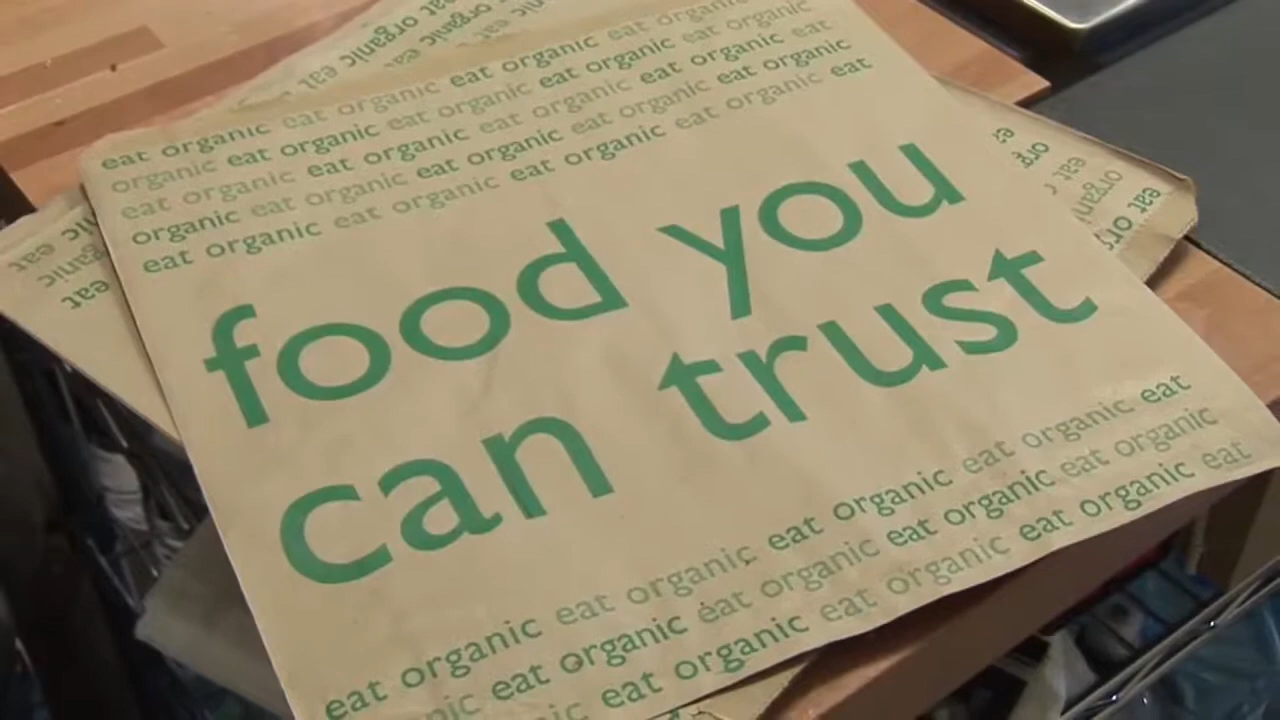 eat organic eat organic eat organic eat organic
organic eat organic eat organic eat organic eat organic
eat organic eat organic eat organic eat organic eat
organic eat organic eat organic eat organic eat organic
eat organic eat organic eat organic eat organic eat
food you
can trust
eat organic eat organic eat organic eat organic eat
eat organic eat organic eat organic eat organic
eat organic eat organic eat organic eat